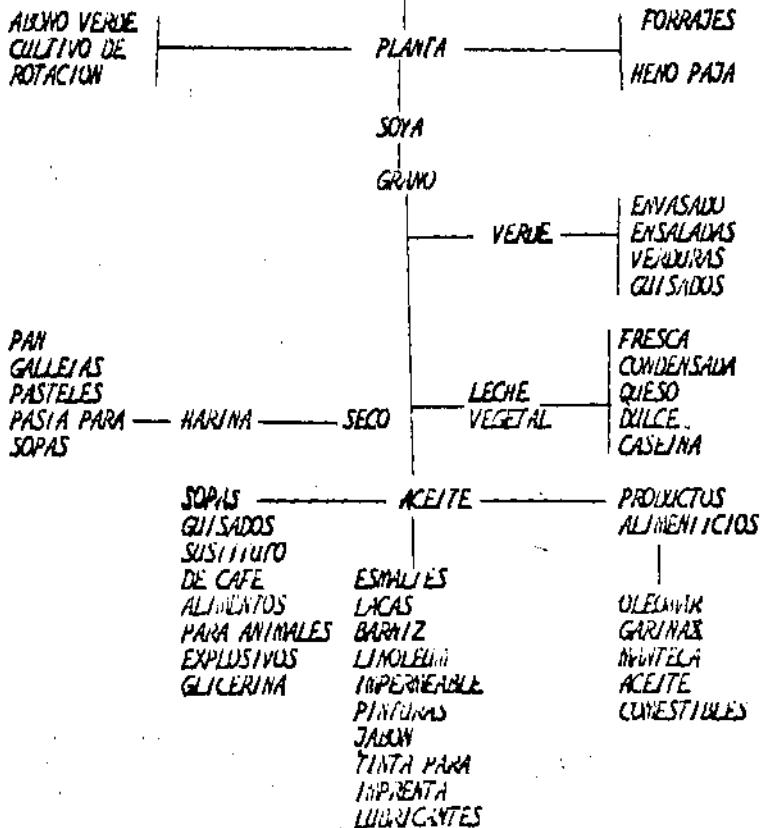 ABONO VERDE
CULTIVO DE
ROTACION
PLANTA
FORRAJES
HENO PAJA
SOYA
GRANO
VERDE
ENVASADO
ENSALADAS
VERDURAS
GUISADOS
PAN
GALLETAS
PASTELES
PASTA PARA
SOPAS
HARINA
SECO
LECHE
VEGETAL
FRESCA
CONDENSADA
QUESO
DULCE
CASEINA
SOPAS
GUISADOS
SUSTITUTO
DE CAFE
ALIMENTOS
PARA ANIMALES
EXPLOSIVOS
GLICERINA
ACEITE
ESMALTES
LACAS
BARNIZ
LINOLEUM
IMPERMEABLE
PINTURAS
JABON
TINTA PARA
IMPRENTA
LUBRICANTES
PRODUCTOS
ALIMENTICIOS
OLEOMAR
GARINAS
MANTECA
ACEITE
COMESTIBLES